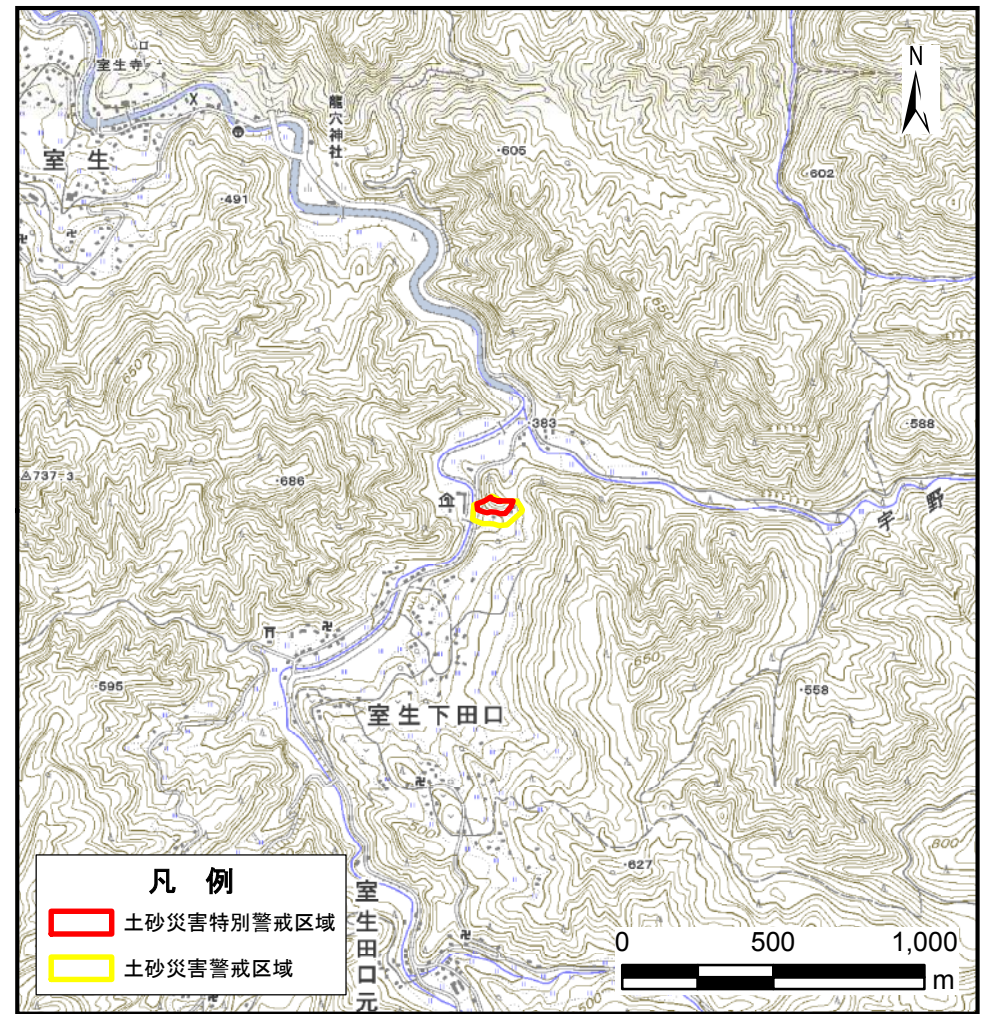 室生寺
龍穴神社
N
室生
・605
・602
・491
650
650
・383
・588
△737-3
・686
宇野
650
・595
・558
室生下田口
500
・627
800
凡 例
土砂災害特別警戒区域
土砂災害警戒区域
室生田口元
500
0 500 1,000
m